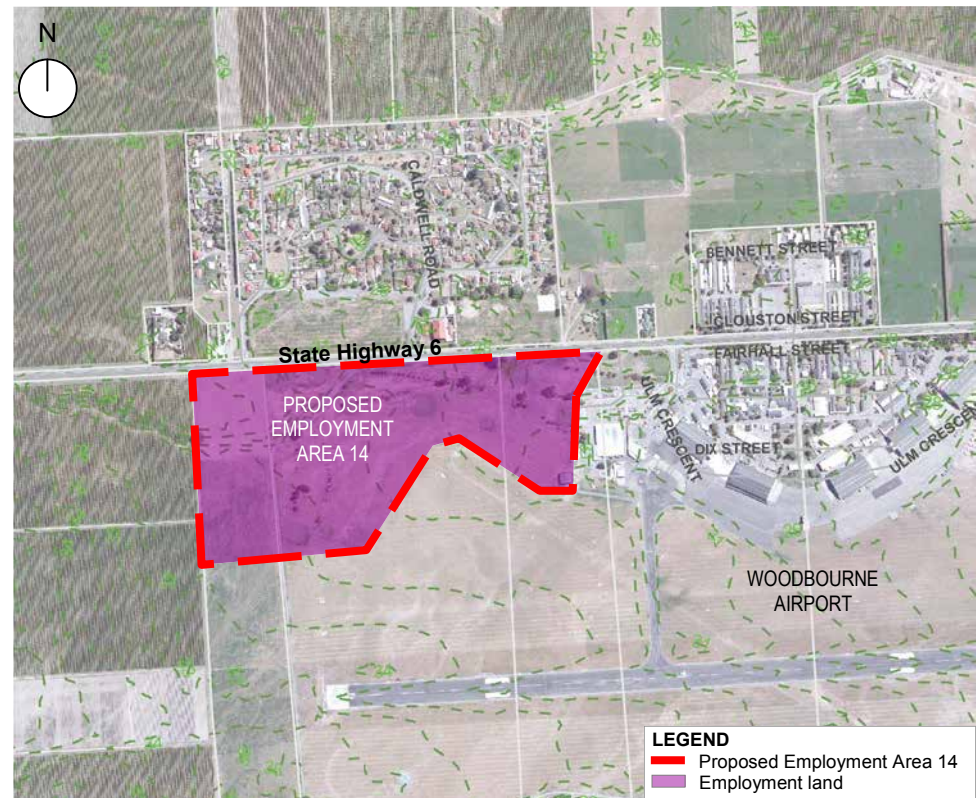 N
CALDWELL ROAD
BENNETT STREET
CLOUSTON STREET
State Highway 6
FAIRHALL STREET
PROPOSED
EMPLOYMENT
AREA 14
ULM CRESCENT
DIX STREET
ULM CRESCENT
WOODBOURNE
AIRPORT
LEGEND
Proposed Employment Area 14
Employment land